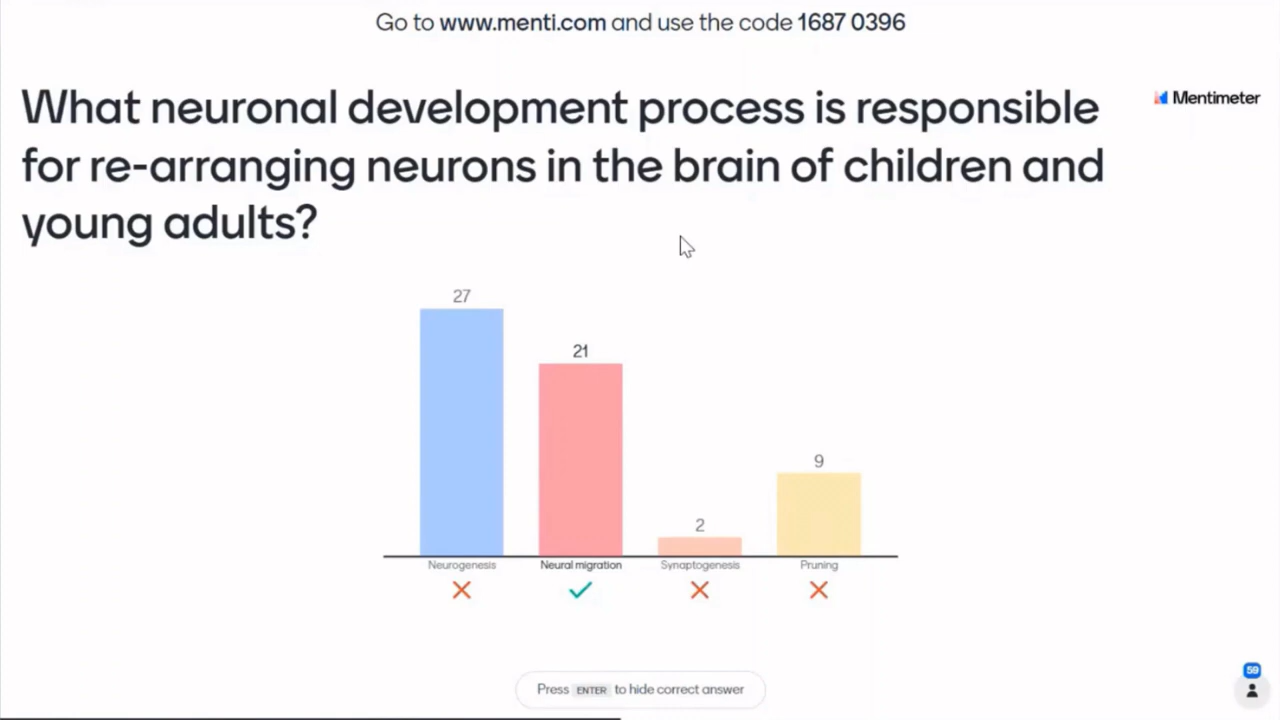 Go to www.menti.com and use the code 1687 0396
What neuronal development process is responsible
for re-arranging neurons in the brain of children and
young adults?
Mentimeter
27
21
2
9
Neurogenesis
Neural migration
Synaptogenesis
Pruning
Press ENTER to hide correct answer
59